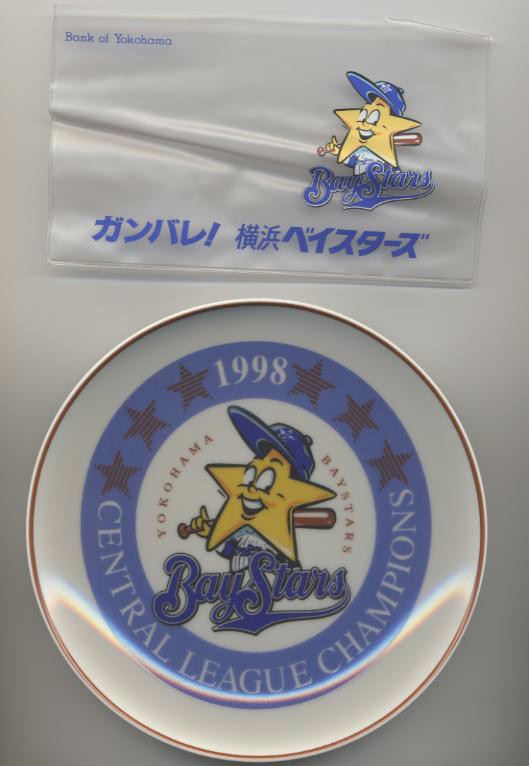 Bank of Yokohama
BayStars
ガンバレ! 横浜ベイスターズ
1998
YOKOHAMA BAYSTARS
BayStars
CENTRAL LEAGUE CHAMPIONS